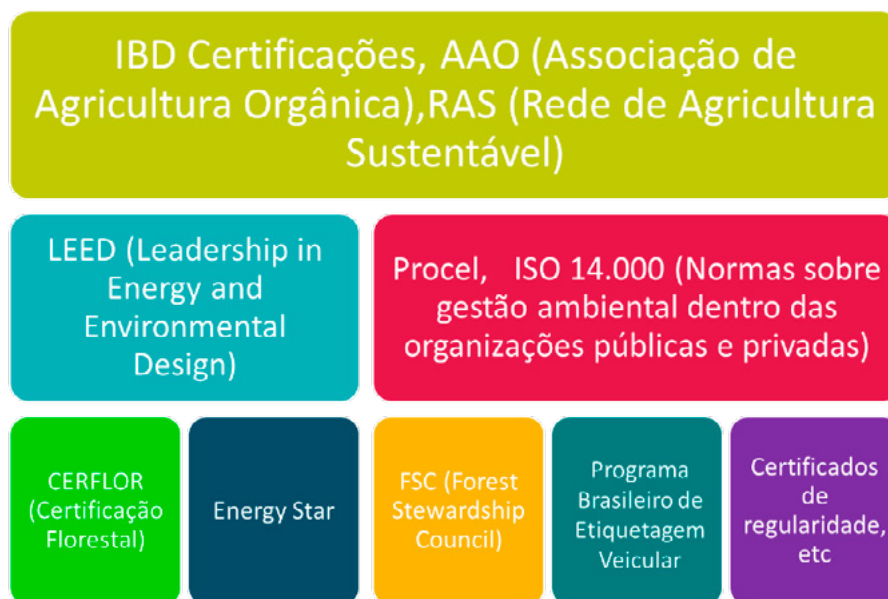 IBD Certificações, AAO (Associação de
Agricultura Orgânica),RAS (Rede de Agricultura
Sustentável)
LEED (Leadership in
Energy and
Environmental
Design)
Procel, ISO 14.000 (Normas sobre
gestão ambiental dentro das
organizações públicas e privadas)
CERFLOR
(Certificação
Florestal)
Energy Star
FSC (Forest
Stewardship
Council)
Programa
Brasileiro de
Etiquetagem
Veicular
Certificados
de
regularidade,
etc